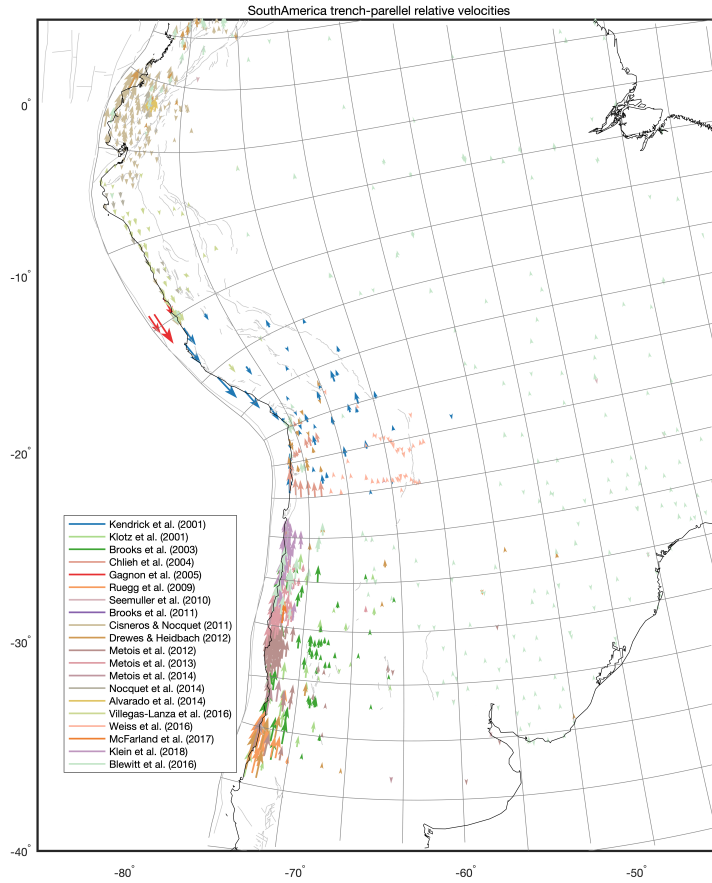 SouthAmerica trench-parellel relative velocities
0°
-10°
-20°
-30°
-40°
Kendrick et al. (2001)
Klotz et al. (2001)
Brooks et al. (2003)
Chlieh et al. (2004)
Gagnon et al. (2005)
Ruegg et al. (2009)
Seemuller et al. (2010)
Brooks et al. (2011)
Cisneros & Nocquet (2011)
Drewes & Heidbach (2012)
Metois et al. (2012)
Metois et al. (2013)
Metois et al. (2014)
Nocquet et al. (2014)
Alvarado et al. (2014)
Villegas-Lanza et al. (2016)
Weiss et al. (2016)
McFarland et al. (2017)
Klein et al. (2018)
Blewitt et al. (2016)
-80°
-70°
-60°
-50°